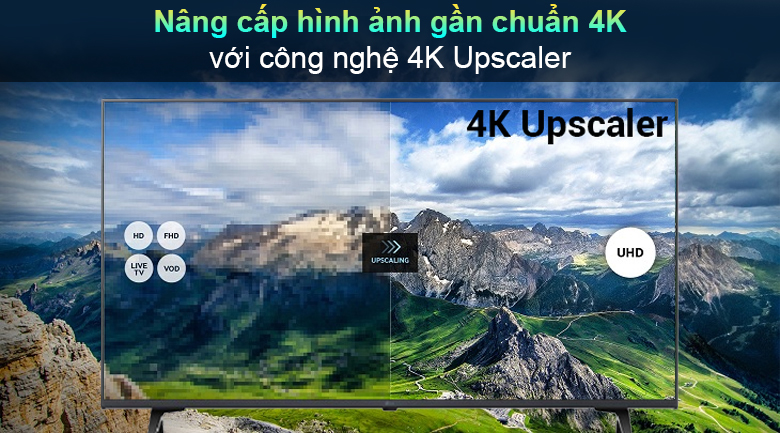 Nâng cấp hình ảnh gần chuẩn 4K
với công nghệ 4K Upscaler
4K Upscaler
HD
FHD
LIVE
TV
VOD
UPSCALING
UHD